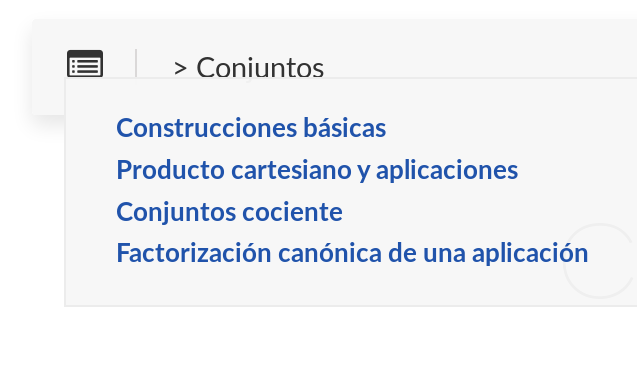 > Conjuntos
Construcciones básicas
Producto cartesiano y aplicaciones
Conjuntos cociente
Factorización canónica de una aplicación